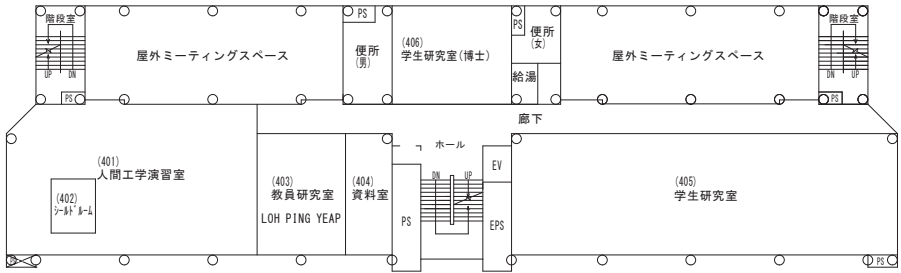 階段室
UP
DN
PS
屋外ミーティングスペース
PS
便所
(男)
(406)
学生研究室(博士)
PS
便所
(女)
給湯
屋外ミーティングスペース
階段室
DN
UP
PS
廊下
ホール
(401)
人間工学演習室
(402)
シールドルーム
(403)
教員研究室
LOH PING YEAP
(404)
資料室
PS
DN
UP
EV
EPS
(405)
学生研究室
PS
PS